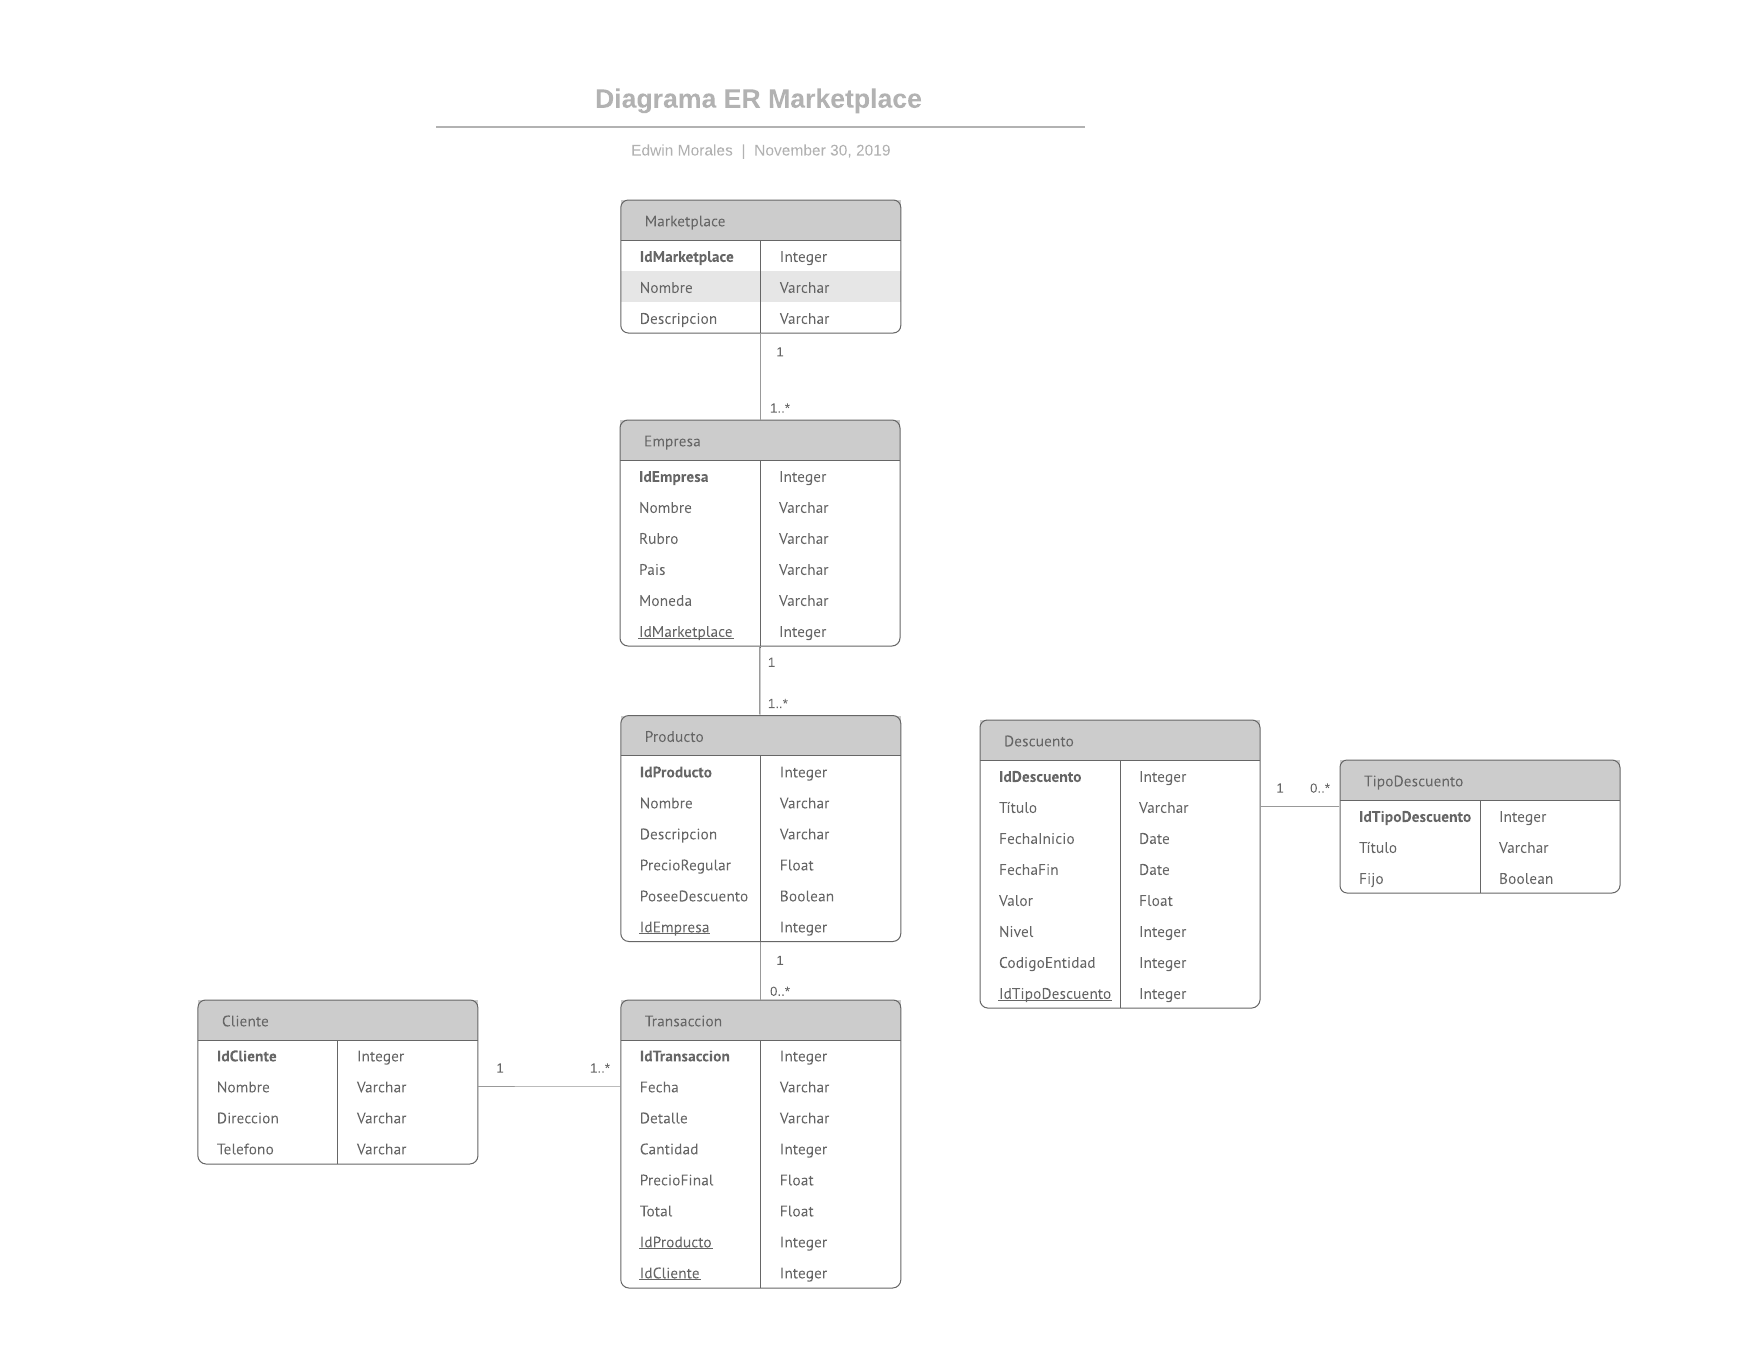 Diagrama ER Marketplace
Edwin Morales | November 30, 2019
Marketplace
IdMarketplace Integer
Nombre Varchar
Descripcion Varchar
1
1..*
Empresa
IdEmpresa Integer
Nombre Varchar
Rubro Varchar
Pais Varchar
Moneda Varchar
IdMarketplace Integer
1
1..*
Producto
IdProducto Integer
Nombre Varchar
Descripcion Varchar
PrecioRegular Float
PoseeDescuento Boolean
IdEmpresa Integer
1
0..*
Descuento
IdDescuento Integer
Título Varchar
FechaInicio Date
FechaFin Date
Valor Float
Nivel Integer
CodigoEntidad Integer
IdTipoDescuento Integer
1 0..*
TipoDescuento
IdTipoDescuento Integer
Título Varchar
Fijo Boolean
Cliente
IdCliente Integer
Nombre Varchar
Direccion Varchar
Telefono Varchar
1 1..*
Transaccion
IdTransaccion Integer
Fecha Varchar
Detalle Varchar
Cantidad Integer
PrecioFinal Float
Total Float
IdProducto Integer
IdCliente Integer